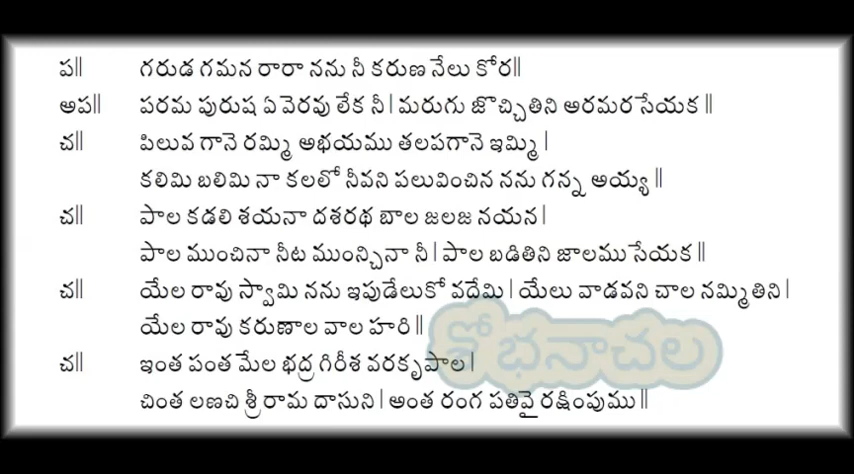 ప॥ గరుడ గమన రారా నను నీ కరుణ నేలు కోర॥
అప॥ పరమ పురుష ఏ వెరవు లేక నీ। మరుగు జొచ్చితిని అరమరసేయక॥
చ॥ పిలువ గానె రమ్మి అభయము తలపగానె ఇమ్మి।
కలిమి బలిమి నా కలలో నీవని పలువించిన నను గన్న అయ్య॥
చ॥ పాల కడలి శయనా దశరథ బాల జలజ నయన।
పాల ముంచినా నీట ముంన్చినా నీ। పాల బడితిని జాలముసేయక॥
చ॥ యేల రావు స్వామి నను ఇపుడేలుకో వదేమి। యేలు వాడవని చాల నమ్మితిని।
యేల రావు కరుణాల వాల హరి॥
శోభనాచల
చ॥ ఇంత పంత మేల భద్ర గిరీశ వరకృపాల।
చింత లణచి శ్రీ రామ దాసుని। అంత రంగ పతివై రక్షింపుము॥